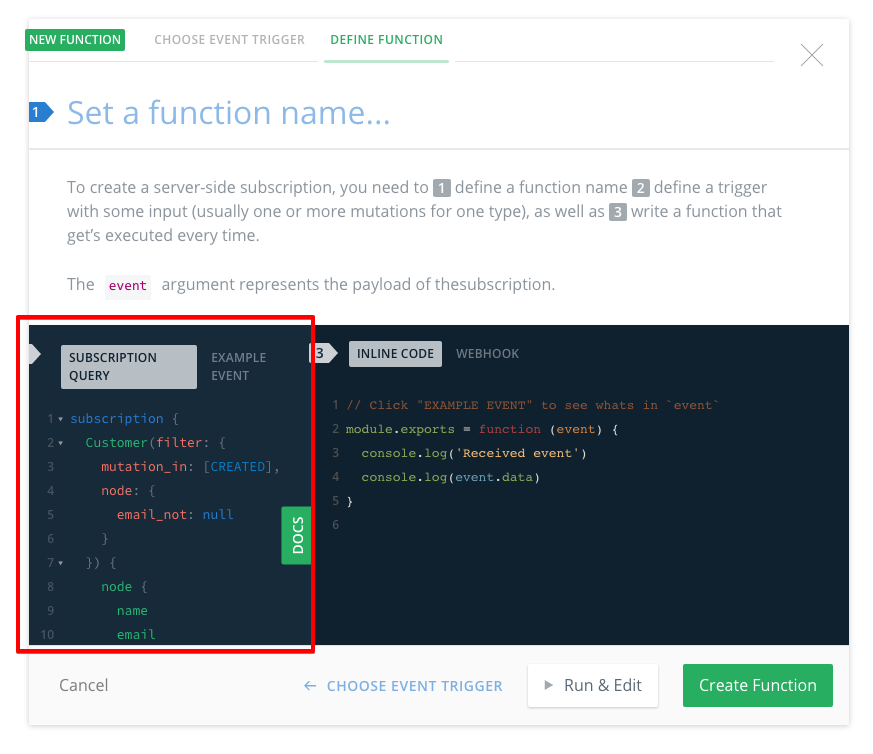 NEW FUNCTION CHOOSE EVENT TRIGGER DEFINE FUNCTION
1 Set a function name...
To create a server-side subscription, you need to 1 define a function name 2 define a trigger
with some input (usually one or more mutations for one type), as well as 3 write a function that
get's executed every time.
The event argument represents the payload of thesubscription.
SUBSCRIPTION
QUERY
EXAMPLE
EVENT
1 subscription {
2 Customer(filter: {
3 mutation_in: [CREATED],
4 node: {
5 email_not: null
6 }
7 }) {
8 node {
9 name
10 email
DOCS
3 INLINE CODE WEBHOOK
1 // Click "EXAMPLE EVENT" to see whats in `event`
2 module.exports = function (event) {
3 console.log('Received event')
4 console.log(event.data)
5 }
6
Cancel ← CHOOSE EVENT TRIGGER Run & Edit Create Function